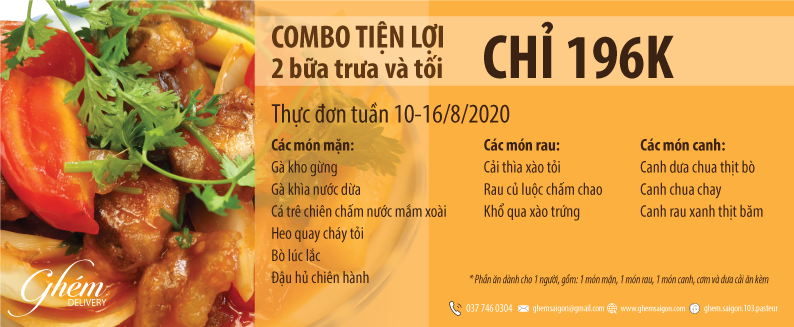 COMBO TIỆN LỢI
2 bữa trưa và tối
CHỈ 196K
Thực đơn tuần 10-16/8/2020
Các món mặn:
Gà kho gừng
Gà khìa nước dừa
Cá trê chiên chấm nước mắm xoài
Heo quay cháy tỏi
Bò lúc lắc
Đậu hủ chiên hành
Các món rau:
Cải thìa xào tỏi
Rau củ luộc chấm chao
Khổ qua xào trứng
Các món canh:
Canh dưa chua thịt bò
Canh chua chay
Canh rau xanh thịt băm
* Phần ăn dành cho 1 người, gồm: 1 món mặn, 1 món rau, 1 món canh, cơm và dưa cải ăn kèm
Ghém
DELIVERY
037 746 0304
ghemsaigon@gmail.com
www.ghemsaigon.com
ghem.saigon.103.pasteur